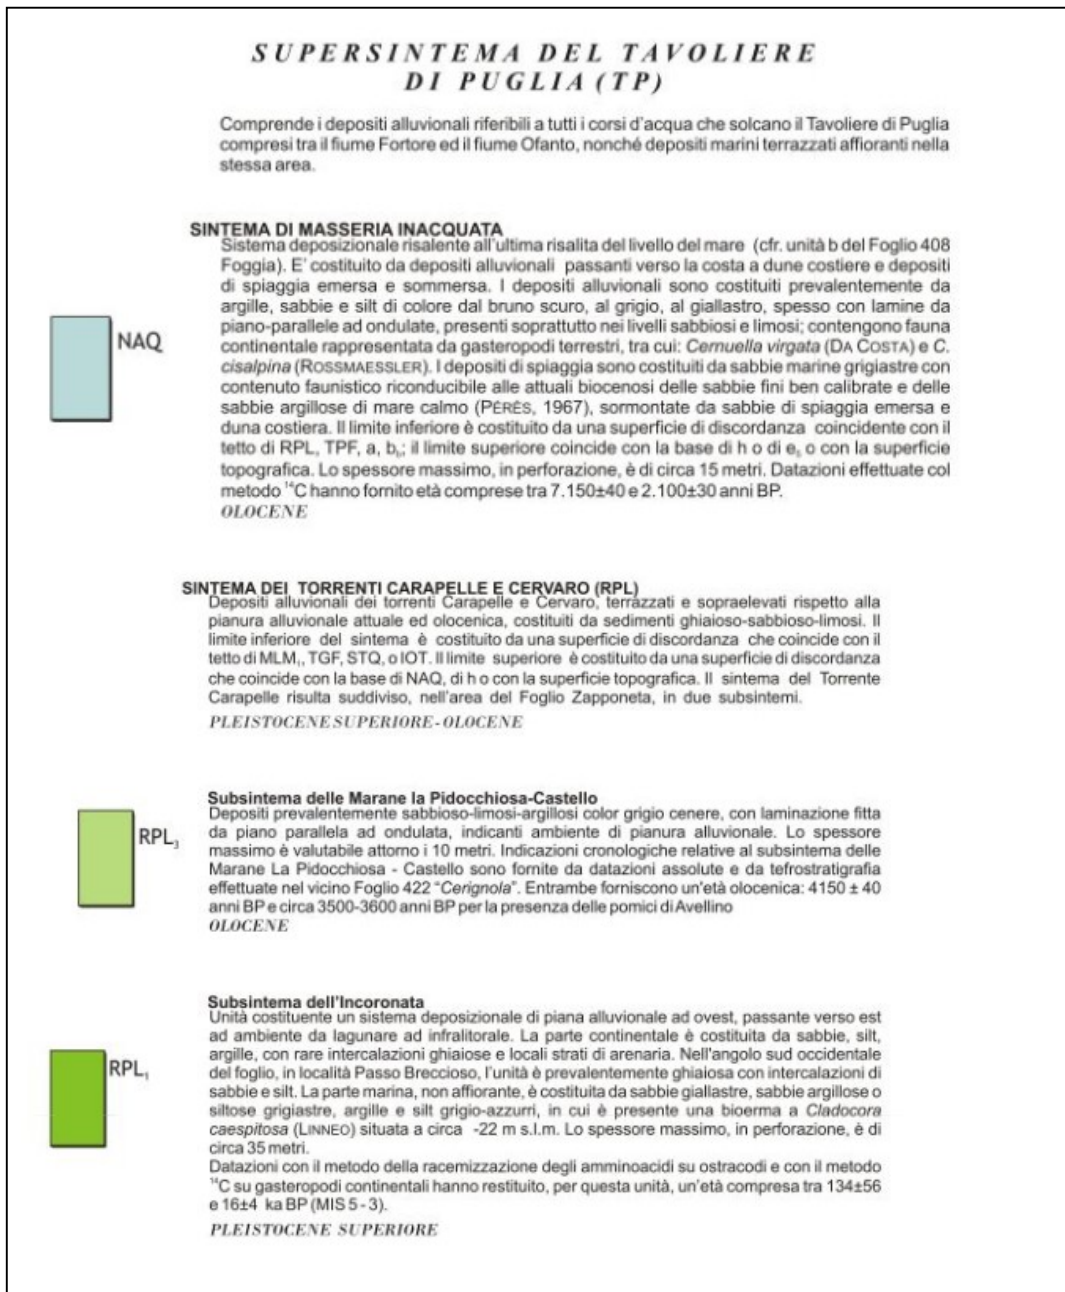 SUPERSINTEMA DEL TAVOLIERE
DI PUGLIA (TP)
Comprende i depositi alluvionali riferibili a tutti i corsi d'acqua che solcano il Tavoliere di Puglia
compresi tra il fiume Fortore ed il fiume Ofanto, nonché depositi marini terrazzati affioranti nella
stessa area.
SINTEMA DI MASSERIA INACQUATA
Sistema deposizionale risalente all'ultima risalita del livello del mare (cfr. unità b del Foglio 408
Foggia). E' costituito da depositi alluvionali passanti verso la costa a dune costiere e depositi
di spiaggia emersa e sommersa. I depositi alluvionali sono costituiti prevalentemente da
argille, sabbie e silt di colore dal bruno scuro, al grigio, al giallastro, spesso con lamine da
piano-parallele ad ondulate, presenti soprattutto nei livelli sabbiosi e limosi; contengono fauna
NAQ
continentale rappresentata da gasteropodi terrestri, tra cui: Cernuella virgata (DA COSTA) e C.
cisalpina (ROSSMAESSLER). I depositi di spiaggia sono costituiti da sabbie marine grigiastre con
contenuto faunistico riconducibile alle attuali biocenosi delle sabbie fini ben calibrate e delle
sabbie argillose di mare calmo (PÉRÈS, 1967), sormontate da sabbie di spiaggia emersa e
duna costiera. Il limite inferiore è costituito da una superficie di discordanza coincidente con il
tetto di RPL, TPF, a, b; il limite superiore coincide con la base di h o di e₅ o con la superficie
topografica. Lo spessore massimo, in perforazione, è di circa 15 metri. Datazioni effettuate col
metodo ¹⁴C hanno fornito età comprese tra 7.150±40 e 2.100±30 anni BP.
OLOCENE
SINTEMA DEI TORRENTI CARAPELLE E CERVARO (RPL)
Depositi alluvionali dei torrenti Carapelle e Cervaro, terrazzati e sopraelevati rispetto alla
pianura alluvionale attuale ed olocenica, costituiti da sedimenti ghiaioso-sabbioso-limosi. Il
limite inferiore del sintema è costituito da una superficie di discordanza che coincide con il
tetto di MLM₁, TGF, STQ, o IOT. Il limite superiore è costituito da una superficie di discordanza
che coincide con la base di NAQ, di h o con la superficie topografica. Il sintema del Torrente
Carapelle risulta suddiviso, nell'area del Foglio Zapponeta, in due subsintemi.
PLEISTOCENE SUPERIORE - OLOCENE
Subsintema delle Marane la Pidocchiosa-Castello
Depositi prevalentemente sabbioso-limosi-argillosi color grigio cenere, con laminazione fitta
da piano parallela ad ondulata, indicanti ambiente di pianura alluvionale. Lo spessore
RPL₃
massimo è valutabile attorno i 10 metri. Indicazioni cronologiche relative al subsintema delle
Marane La Pidocchiosa - Castello sono fornite da datazioni assolute e da tefrostratigrafia
effettuate nel vicino Foglio 422 "Cerignola". Entrambe forniscono un'età olocenica: 4150 ± 40
anni BP e circa 3500-3600 anni BP per la presenza delle pomici di Avellino
OLOCENE
Subsintema dell'Incoronata
Unità costituente un sistema deposizionale di piana alluvionale ad ovest, passante verso est
ad ambiente da lagunare ad infralitorale. La parte continentale è costituita da sabbie, silt,
argille, con rare intercalazioni ghiaiose e locali strati di arenaria. Nell'angolo sud occidentale
RPL₁
del foglio, in località Passo Breccioso, l'unità è prevalentemente ghiaiosa con intercalazioni di
sabbie e silt. La parte marina, non affiorante, è costituita da sabbie giallastre, sabbie argillose o
siltose grigiastre, argille e silt grigio-azzurri, in cui è presente una bioerma a Cladocora
caespitosa (LINNEO) situata a circa -22 m s.l.m. Lo spessore massimo, in perforazione, è di
circa 35 metri.
Datazioni con il metodo della racemizzazione degli amminoacidi su ostracodi e con il metodo
¹⁴C su gasteropodi continentali hanno restituito, per questa unità, un'età compresa tra 134±56
e 16±4 ka BP (MIS 5 - 3).
PLEISTOCENE SUPERIORE